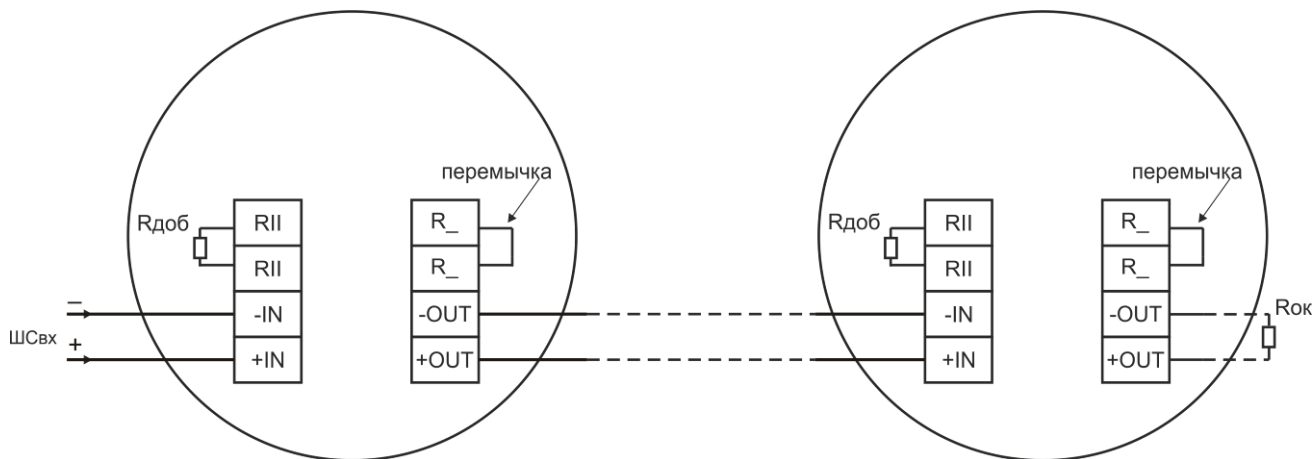 перемычка
перемычка
Rдоб
RII
R_
Rдоб
RII
R_
RII
R_
RII
R_
–
-IN
-OUT
-IN
-OUT
Rок
ШСвх
+
+IN
+OUT
+IN
+OUT